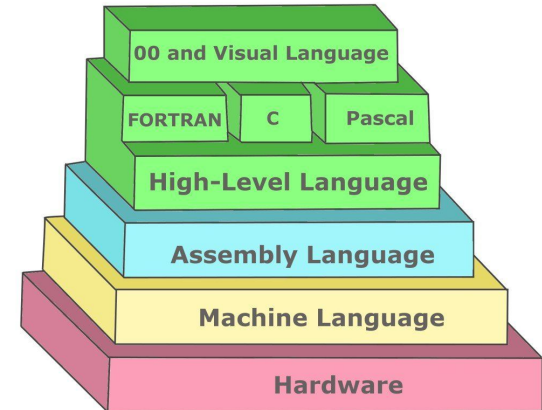 00 and Visual Language
FORTRAN C Pascal
High-Level Language
Assembly Language
Machine Language
Hardware